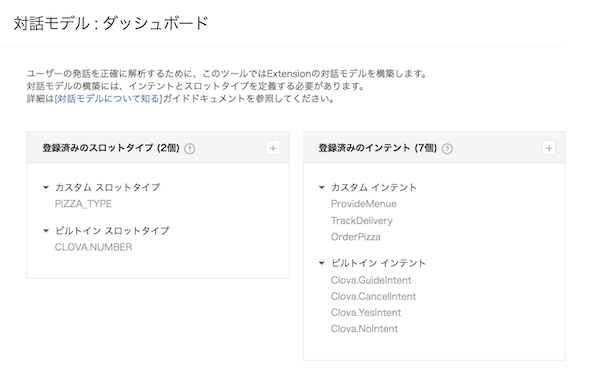 対話モデル : ダッシュボード
ユーザーの発話を正確に解析するために、このツールではExtensionの対話モデルを構築します。
対話モデルの構築には、インテントとスロットタイプを定義する必要があります。
詳細は[対話モデルについて知る]ガイドドキュメントを参照してください。
登録済みのスロットタイプ (2個) ? +
カスタム スロットタイプ
PIZZA_TYPE
ビルトイン スロットタイプ
CLOVA.NUMBER
登録済みのインテント (7個) ? +
カスタム インテント
ProvideMenue
TrackDelivery
OrderPizza
ビルトイン インテント
Clova.GuideIntent
Clova.CancelIntent
Clova.YesIntent
Clova.NoIntent